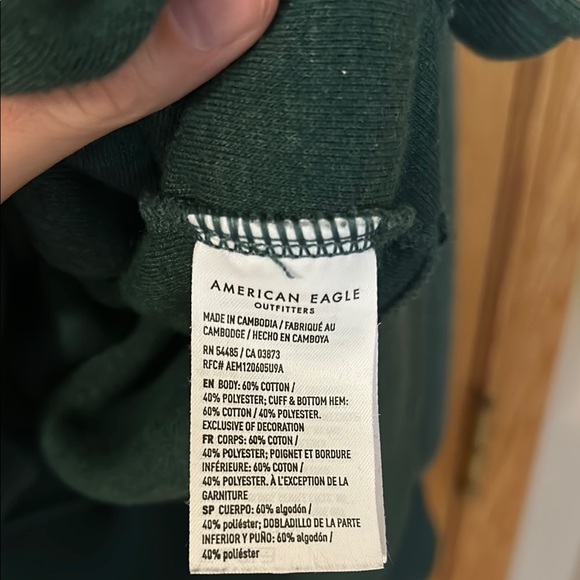 AMERICAN EAGLE
OUTFITTERS
MADE IN CAMBODIA / FABRIQUÉ AU
CAMBODGE / HECHO EN CAMBOYA
RN 54485 / CA 03873
RFC# AEM120605U9A
EN BODY: 60% COTTON /
40% POLYESTER; CUFF & BOTTOM HEM:
60% COTTON / 40% POLYESTER.
EXCLUSIVE OF DECORATION
FR CORPS: 60% COTON /
40% POLYESTER; POIGNET ET BORDURE
INFÉRIEURE: 60% COTON /
40% POLYESTER. À L'EXCEPTION DE LA
GARNITURE
SP CUERPO: 60% algodón /
40% poliéster; DOBLADILLO DE LA PARTE
INFERIOR Y PUÑO: 60% algodón /
40% poliéster